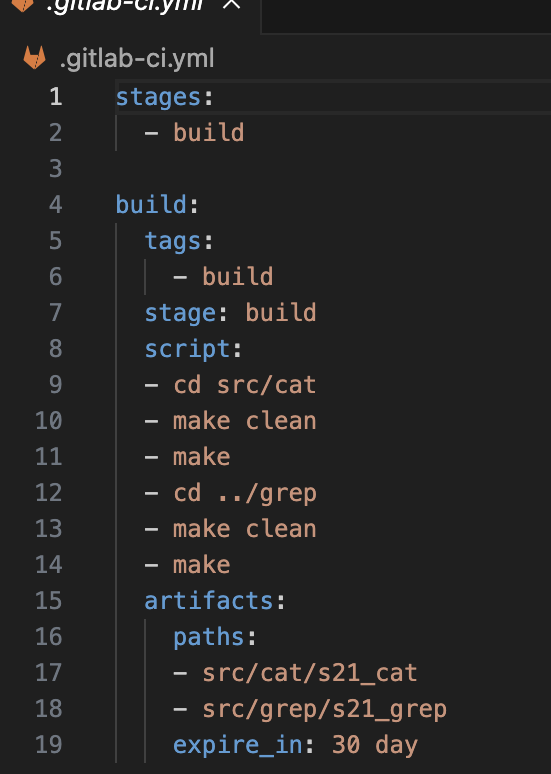 .gitlab-ci.yml ×
.gitlab-ci.yml
1 stages:
2   - build
3
4 build:
5   tags:
6     - build
7   stage: build
8   script:
9   - cd src/cat
10   - make clean
11   - make
12   - cd ../grep
13   - make clean
14   - make
15   artifacts:
16     paths:
17     - src/cat/s21_cat
18     - src/grep/s21_grep
19     expire_in: 30 day